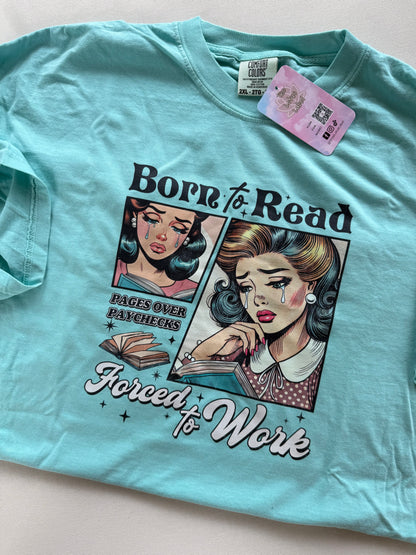 COMFORT
COLORS
2XL - 2TG
Born to Read
PAGES OVER
PAYCHECKS
Forced
to
Work